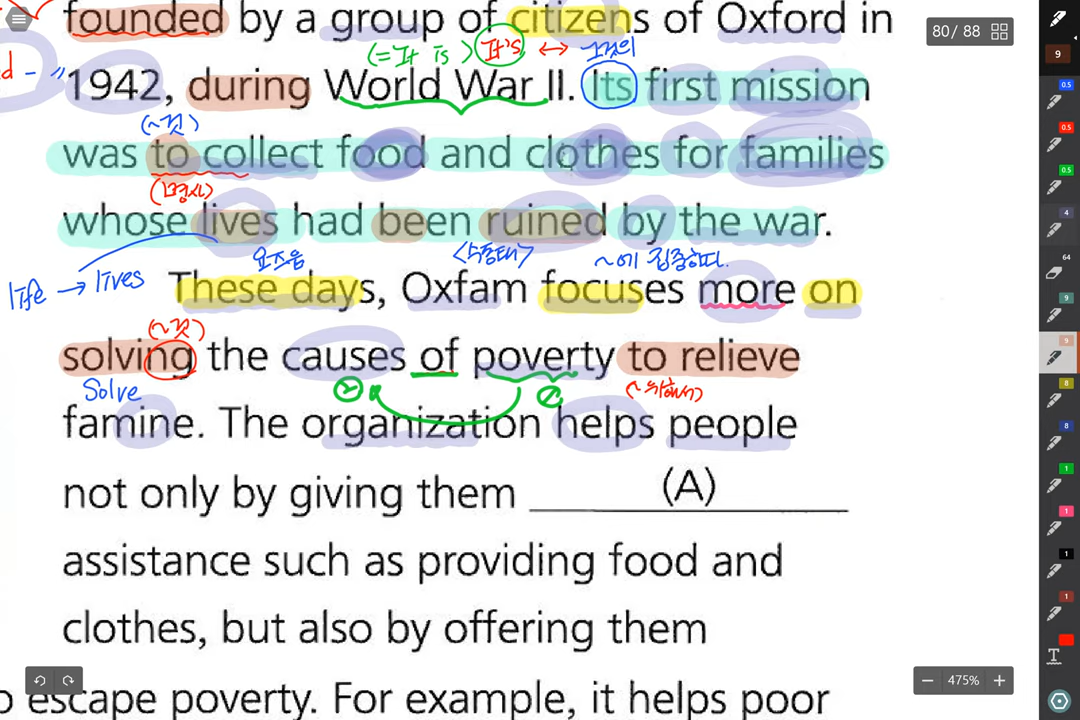 founded by a group of citizens of Oxford in
(= It is) It's ↔ 그것의
1942, during World War II. Its first mission
(~것)
was to collect food and clothes for families
(명사)
whose lives had been ruined by the war.
life → lives
요즈음 <수동태> ~에 집중하다.
These days, Oxfam focuses more on
(~것)
solving the causes of poverty to relieve
Solve ② ① (~위해)
famine. The organization helps people
not only by giving them (A)
assistance such as providing food and
clothes, but also by offering them
escape poverty. For example, it helps poor
80/ 88
475%